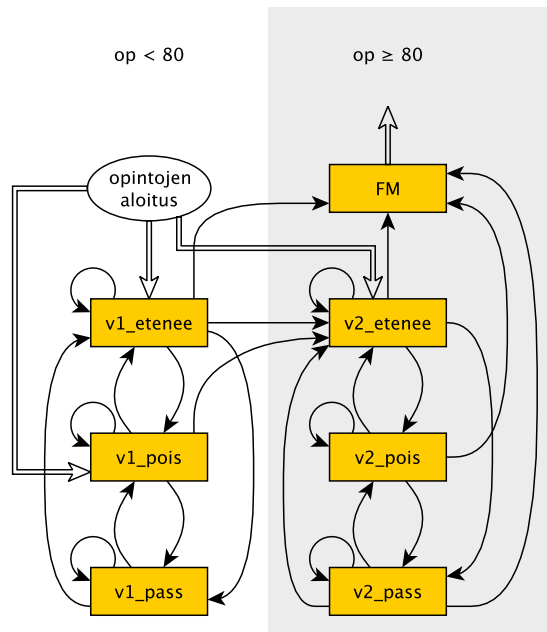 op < 80
op ≥ 80
opintojen
aloitus
FM
v1_etenee
v2_etenee
v1_pois
v2_pois
v1_pass
v2_pass